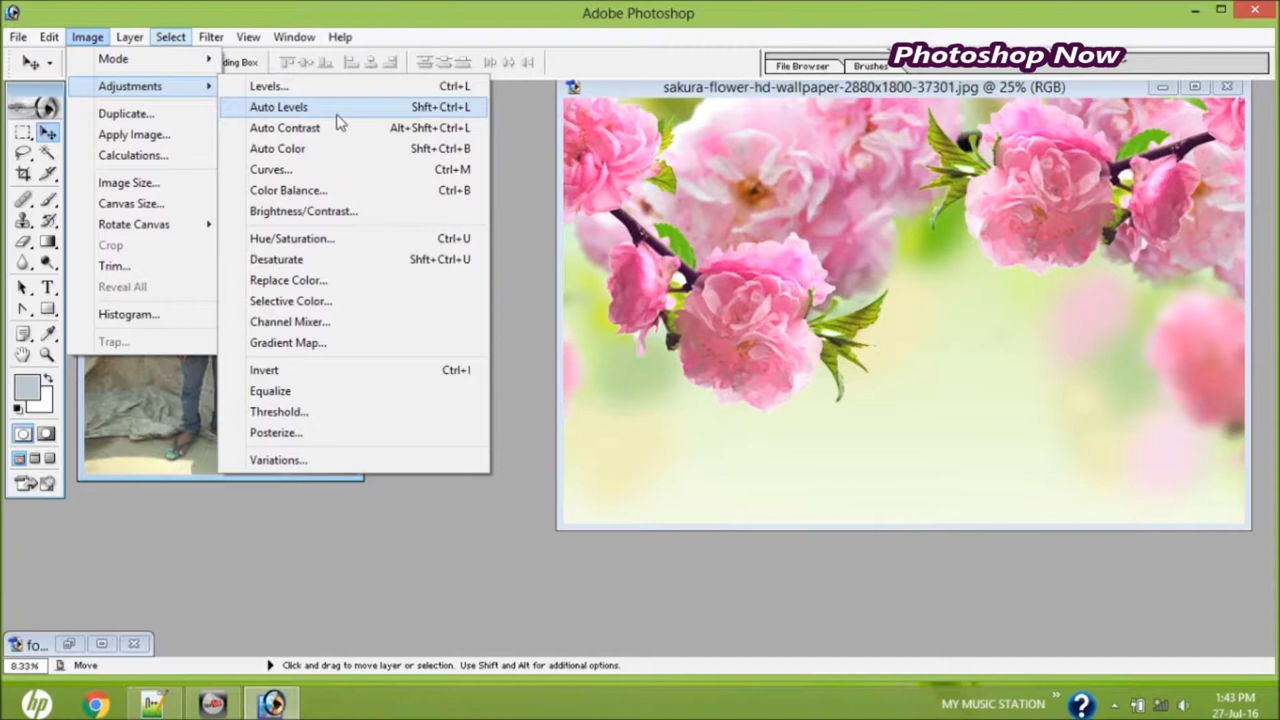 Adobe Photoshop
File Edit Image Layer Select Filter View Window Help
Photoshop Now
ding Box
File Browser
Brushes
Mode
Adjustments
Duplicate...
Apply Image...
Calculations...
Image Size...
Canvas Size...
Rotate Canvas
Crop
Trim...
Reveal All
Histogram...
Trap...
Levels... Ctrl+L
Auto Levels Shft+Ctrl+L
Auto Contrast Alt+Shft+Ctrl+L
Auto Color Shft+Ctrl+B
Curves... Ctrl+M
Color Balance... Ctrl+B
Brightness/Contrast...
Hue/Saturation... Ctrl+U
Desaturate Shft+Ctrl+U
Replace Color...
Selective Color...
Channel Mixer...
Gradient Map...
Invert Ctrl+I
Equalize
Threshold...
Posterize...
Variations...
sakura-flower-hd-wallpaper-2880x1800-37301.jpg @ 25% (RGB)
fo...
8.33% Move Click and drag to move layer or selection. Use Shift and Alt for additional options.
hp
MY MUSIC STATION
1:43 PM
27-Jul-16